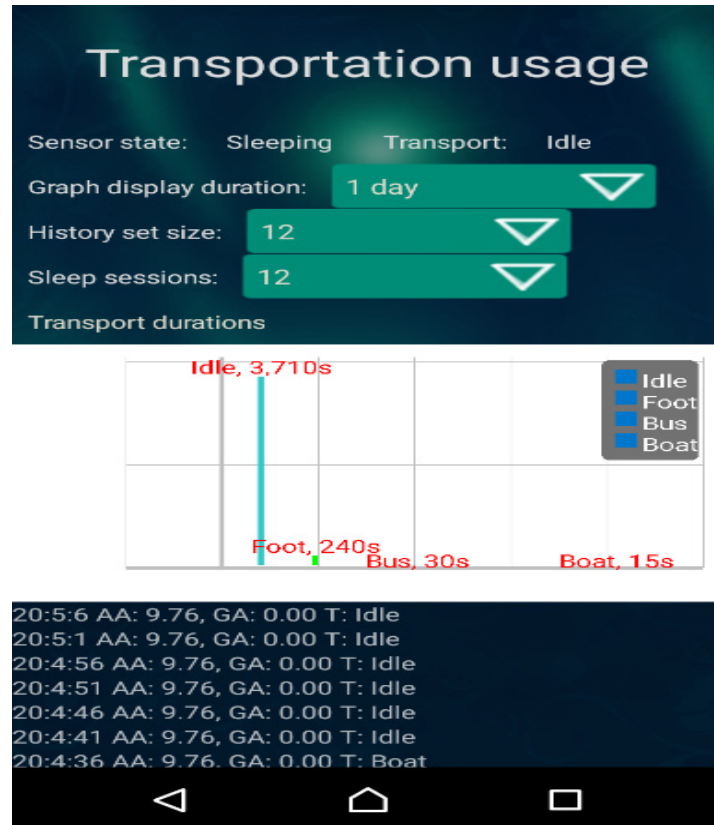 Transportation usage
Sensor state: Sleeping Transport: Idle
Graph display duration: 1 day
History set size: 12
Sleep sessions: 12
Transport durations
Idle, 3,710s
Idle
Foot
Bus
Boat
Foot, 240s
Bus, 30s
Boat, 15s
20:5:6 AA: 9.76, GA: 0.00 T: Idle
20:5:1 AA: 9.76, GA: 0.00 T: Idle
20:4:56 AA: 9.76, GA: 0.00 T: Idle
20:4:51 AA: 9.76, GA: 0.00 T: Idle
20:4:46 AA: 9.76, GA: 0.00 T: Idle
20:4:41 AA: 9.76, GA: 0.00 T: Idle
20:4:36 AA: 9.76, GA: 0.00 T: Boat